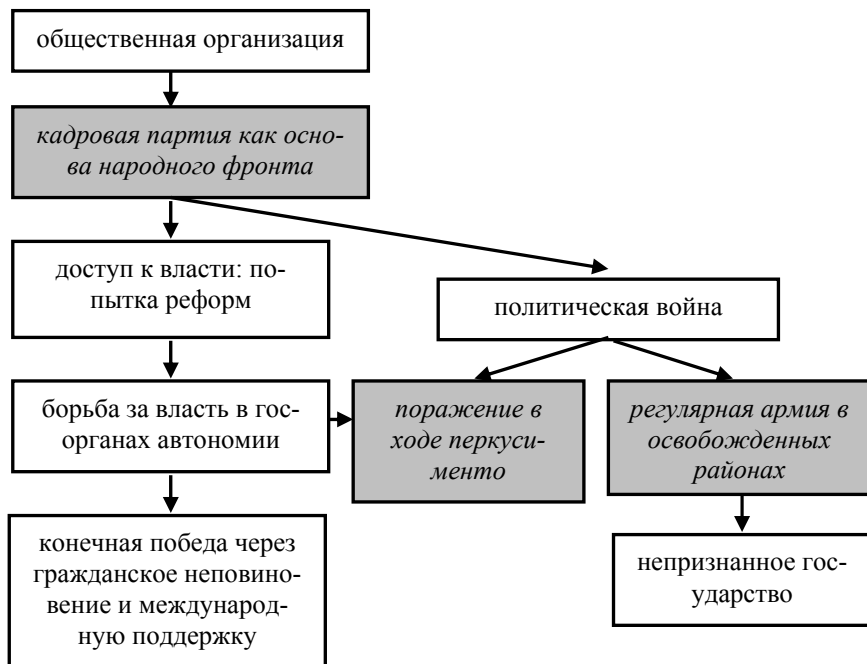 общественная организация
кадровая партия как осно-
ва народного фронта
доступ к власти: по-
пытка реформ
политическая война
борьба за власть в гос-
органах автономии
поражение в
ходе перкуси-
менто
регулярная армия в
освобожденных
районах
конечная победа через
гражданское неповино-
вение и международ-
ную поддержку
непризнанное гос-
ударство